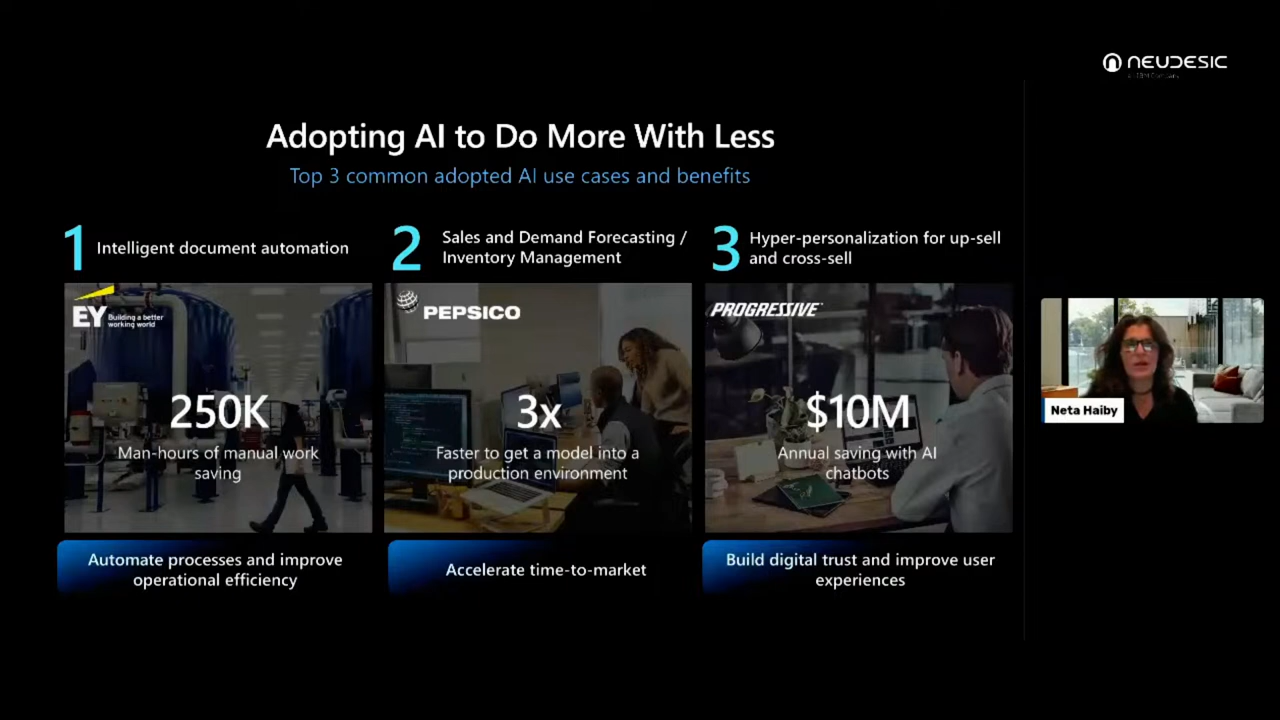 NEUDESIC
an IBM Company
Adopting AI to Do More With Less
Top 3 common adopted AI use cases and benefits
1
Intelligent document automation
2
Sales and Demand Forecasting /
Inventory Management
3
Hyper-personalization for up-sell
and cross-sell
EY
Building a better
working world
250K
Man-hours of manual work
saving
PEPSICO
3x
Faster to get a model into a
production environment
PROGRESSIVE
$10M
Annual saving with AI
chatbots
Neta Haiby
Automate processes and improve
operational efficiency
Accelerate time-to-market
Build digital trust and improve user
experiences